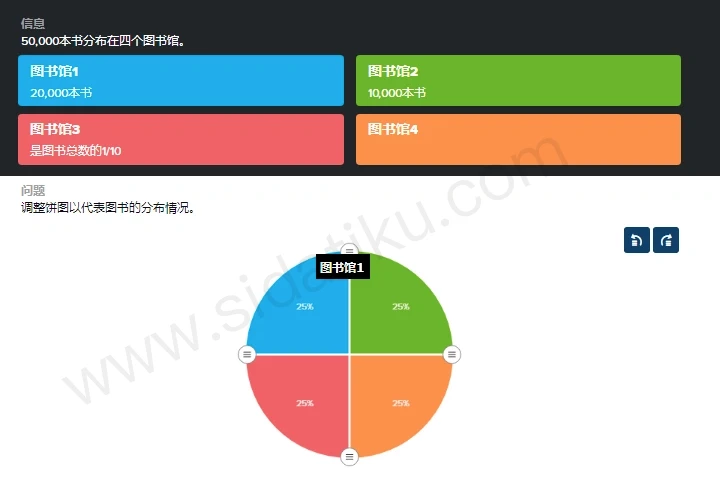 信息
50,000本书分布在四个图书馆。
图书馆1
20,000本书
图书馆2
10,000本书
图书馆3
是图书总数的1/10
图书馆4
问题
调整饼图以代表图书的分布情况。
图书馆1
25%
25%
25%
25%
www.sidatiku.com